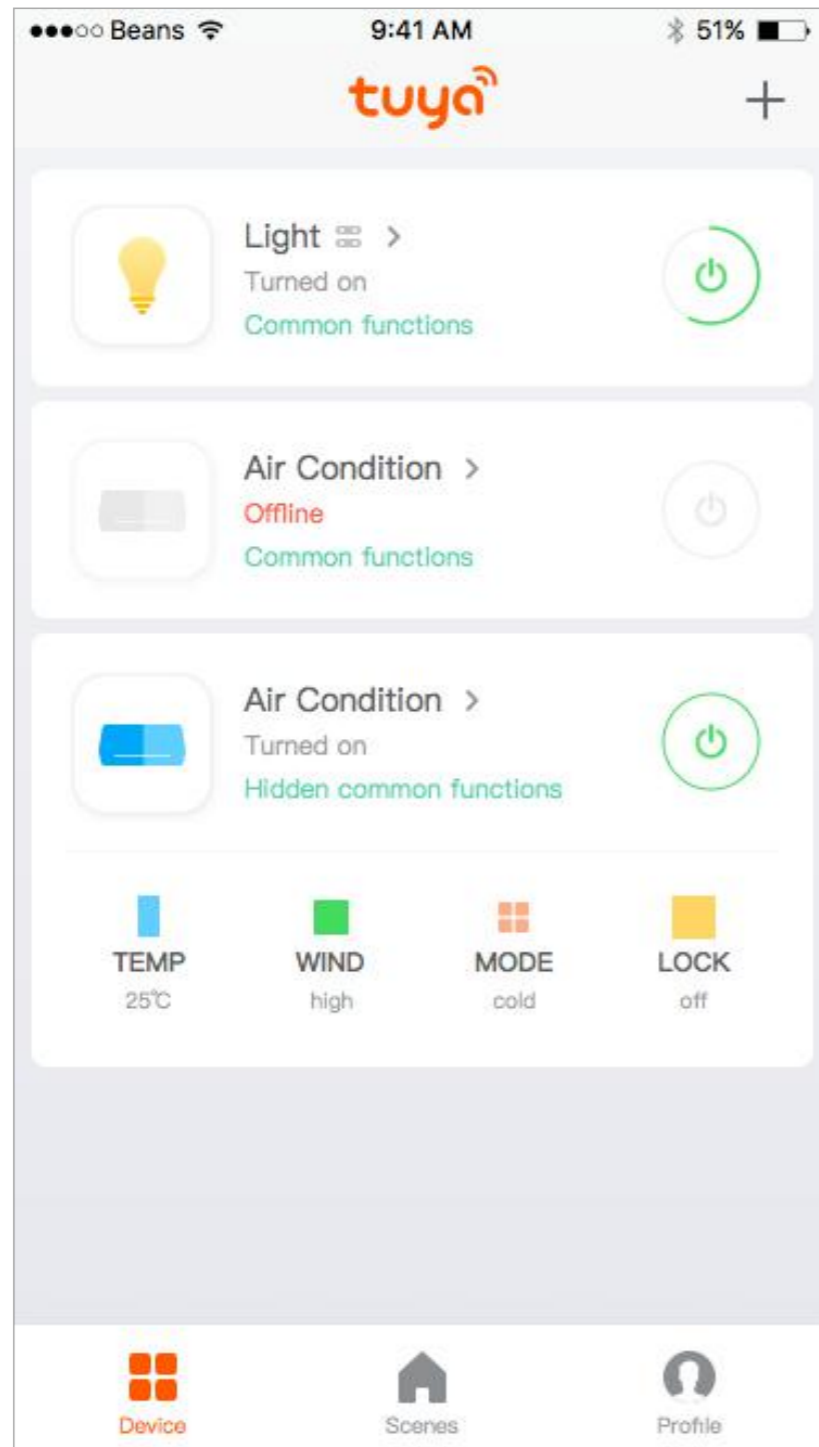 Beans 9:41 AM 51%
tuya
Light
Turned on
Common functions
Air Condition
Offline
Common functions
Air Condition
Turned on
Hidden common functions
TEMP WIND MODE LOCK
25℃ high cold off
Device Scenes Profile